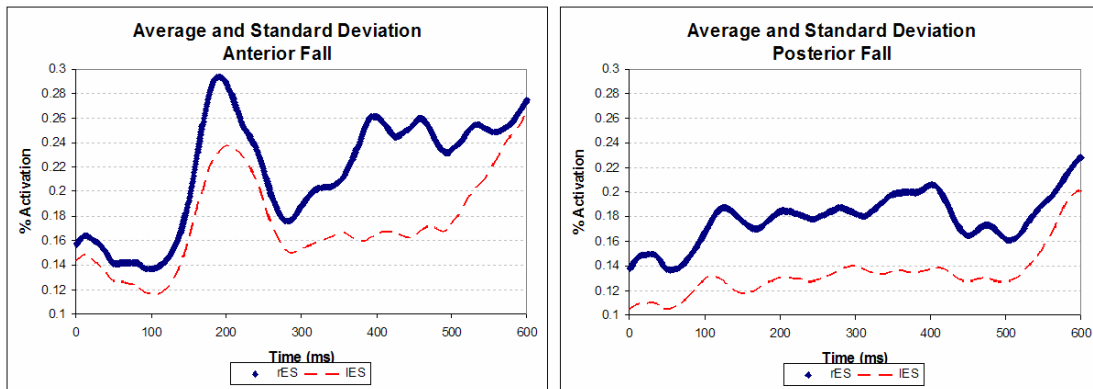 Average and Standard Deviation
Anterior Fall
% Activation
0.3
0.28
0.26
0.24
0.22
0.2
0.18
0.16
0.14
0.12
0.1
0 100 200 300 400 500 600
Time (ms)
rES lES
Average and Standard Deviation
Posterior Fall
% Activation
0.3
0.28
0.26
0.24
0.22
0.2
0.18
0.16
0.14
0.12
0.1
0 100 200 300 400 500 600
Time (ms)
rES lES